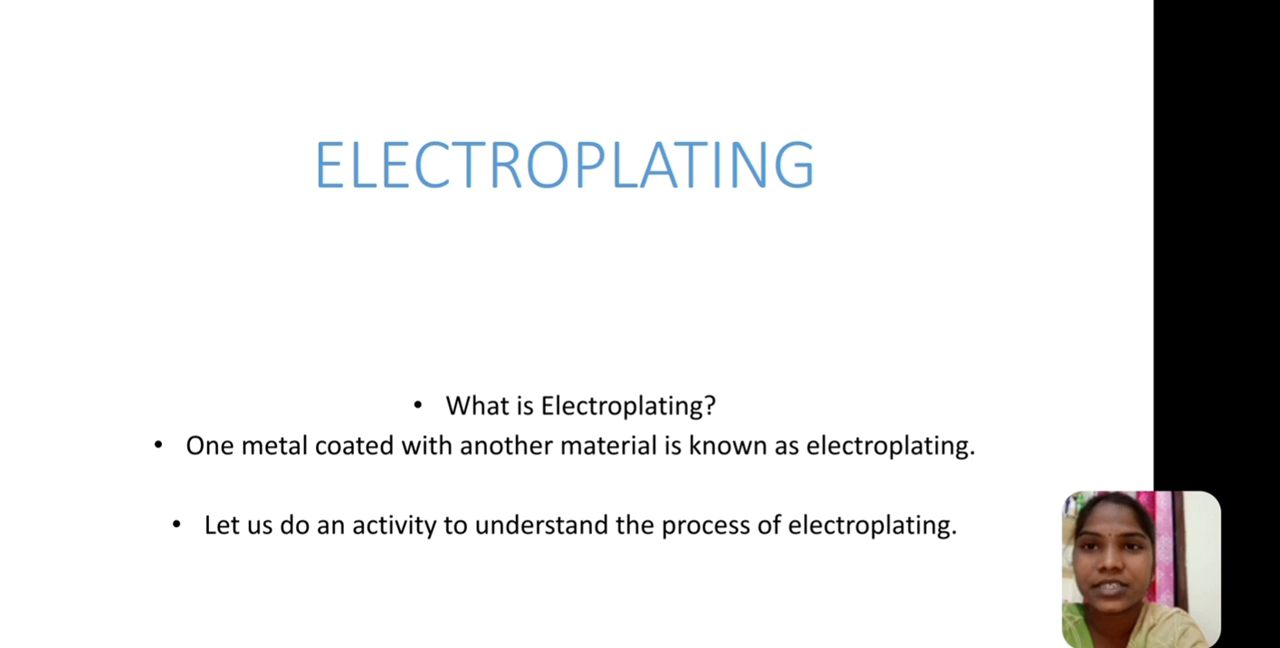 ELECTROPLATING
• What is Electroplating?
• One metal coated with another material is known as electroplating.
• Let us do an activity to understand the process of electroplating.